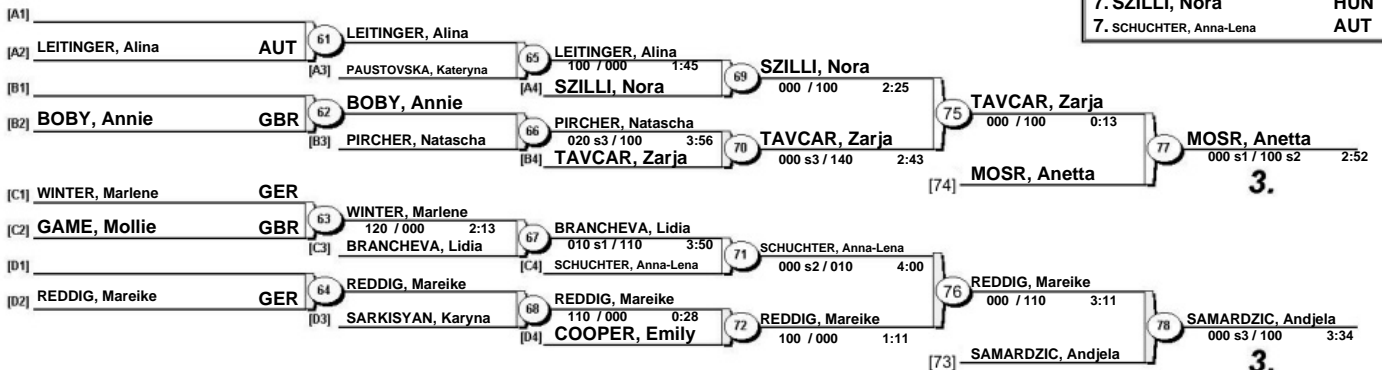 7. SZILLI, Nora HUN
7. SCHUCHTER, Anna-Lena AUT
[A1]
[A2] LEITINGER, Alina AUT
61 LEITINGER, Alina
[A3] PAUSTOVSKA, Kateryna
65 LEITINGER, Alina
100 / 000 1:45
[A4] SZILLI, Nora
69 SZILLI, Nora
000 / 100 2:25
[B1]
[B2] BOBY, Annie GBR
62 BOBY, Annie
[B3] PIRCHER, Natascha
66 PIRCHER, Natascha
020 s3 / 100 3:56
[B4] TAVCAR, Zarja
70 TAVCAR, Zarja
000 s3 / 140 2:43
75 TAVCAR, Zarja
000 / 100 0:13
[74] MOSR, Anetta
77 MOSR, Anetta
000 s1 / 100 s2 2:52
3.
[C1] WINTER, Marlene GER
[C2] GAME, Mollie GBR
63 WINTER, Marlene
120 / 000 2:13
[C3] BRANCHEVA, Lidia
67 BRANCHEVA, Lidia
010 s1 / 110 3:50
[C4] SCHUCHTER, Anna-Lena
71 SCHUCHTER, Anna-Lena
000 s2 / 010 4:00
[D1]
[D2] REDDIG, Mareike GER
64 REDDIG, Mareike
[D3] SARKISYAN, Karyna
68 REDDIG, Mareike
110 / 000 0:28
[D4] COOPER, Emily
72 REDDIG, Mareike
100 / 000 1:11
76 REDDIG, Mareike
000 / 110 3:11
[73] SAMARDZIC, Andjela
78 SAMARDZIC, Andjela
000 s3 / 100 3:34
3.